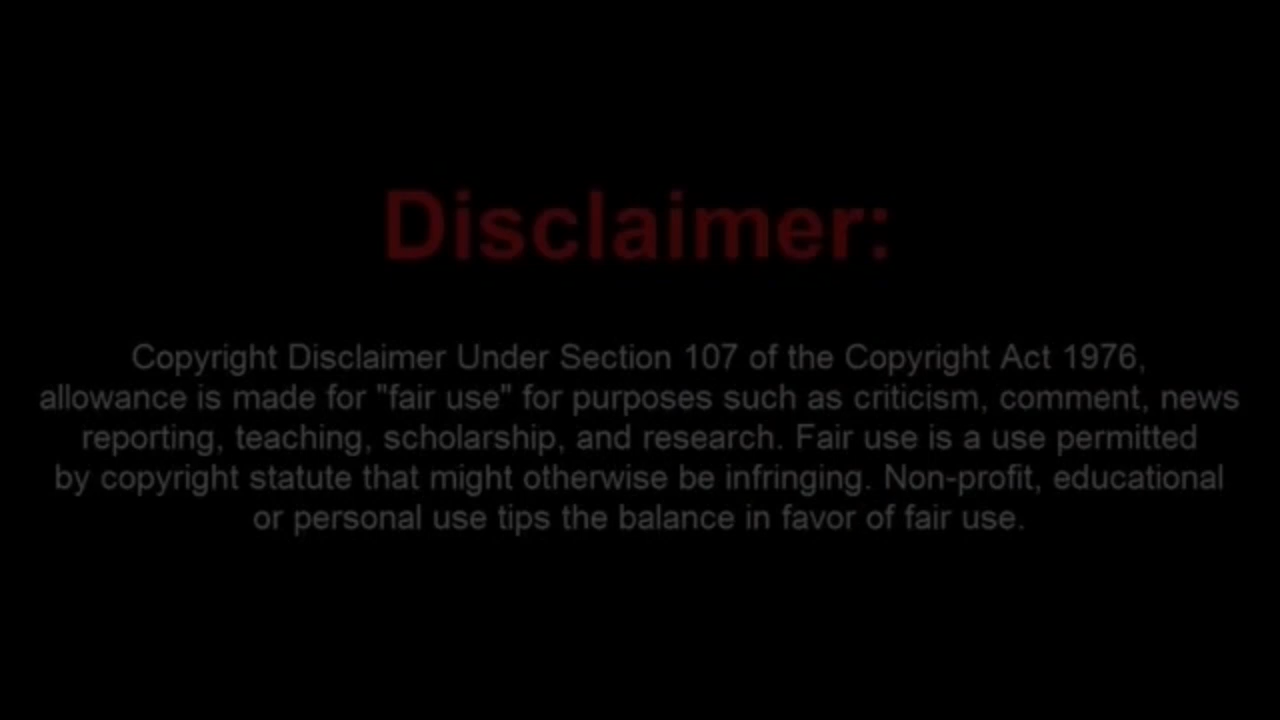 Disclaimer:
Copyright Disclaimer Under Section 107 of the Copyright Act 1976,
allowance is made for "fair use" for purposes such as criticism, comment, news
reporting, teaching, scholarship, and research. Fair use is a use permitted
by copyright statute that might otherwise be infringing. Non-profit, educational
or personal use tips the balance in favor of fair use.